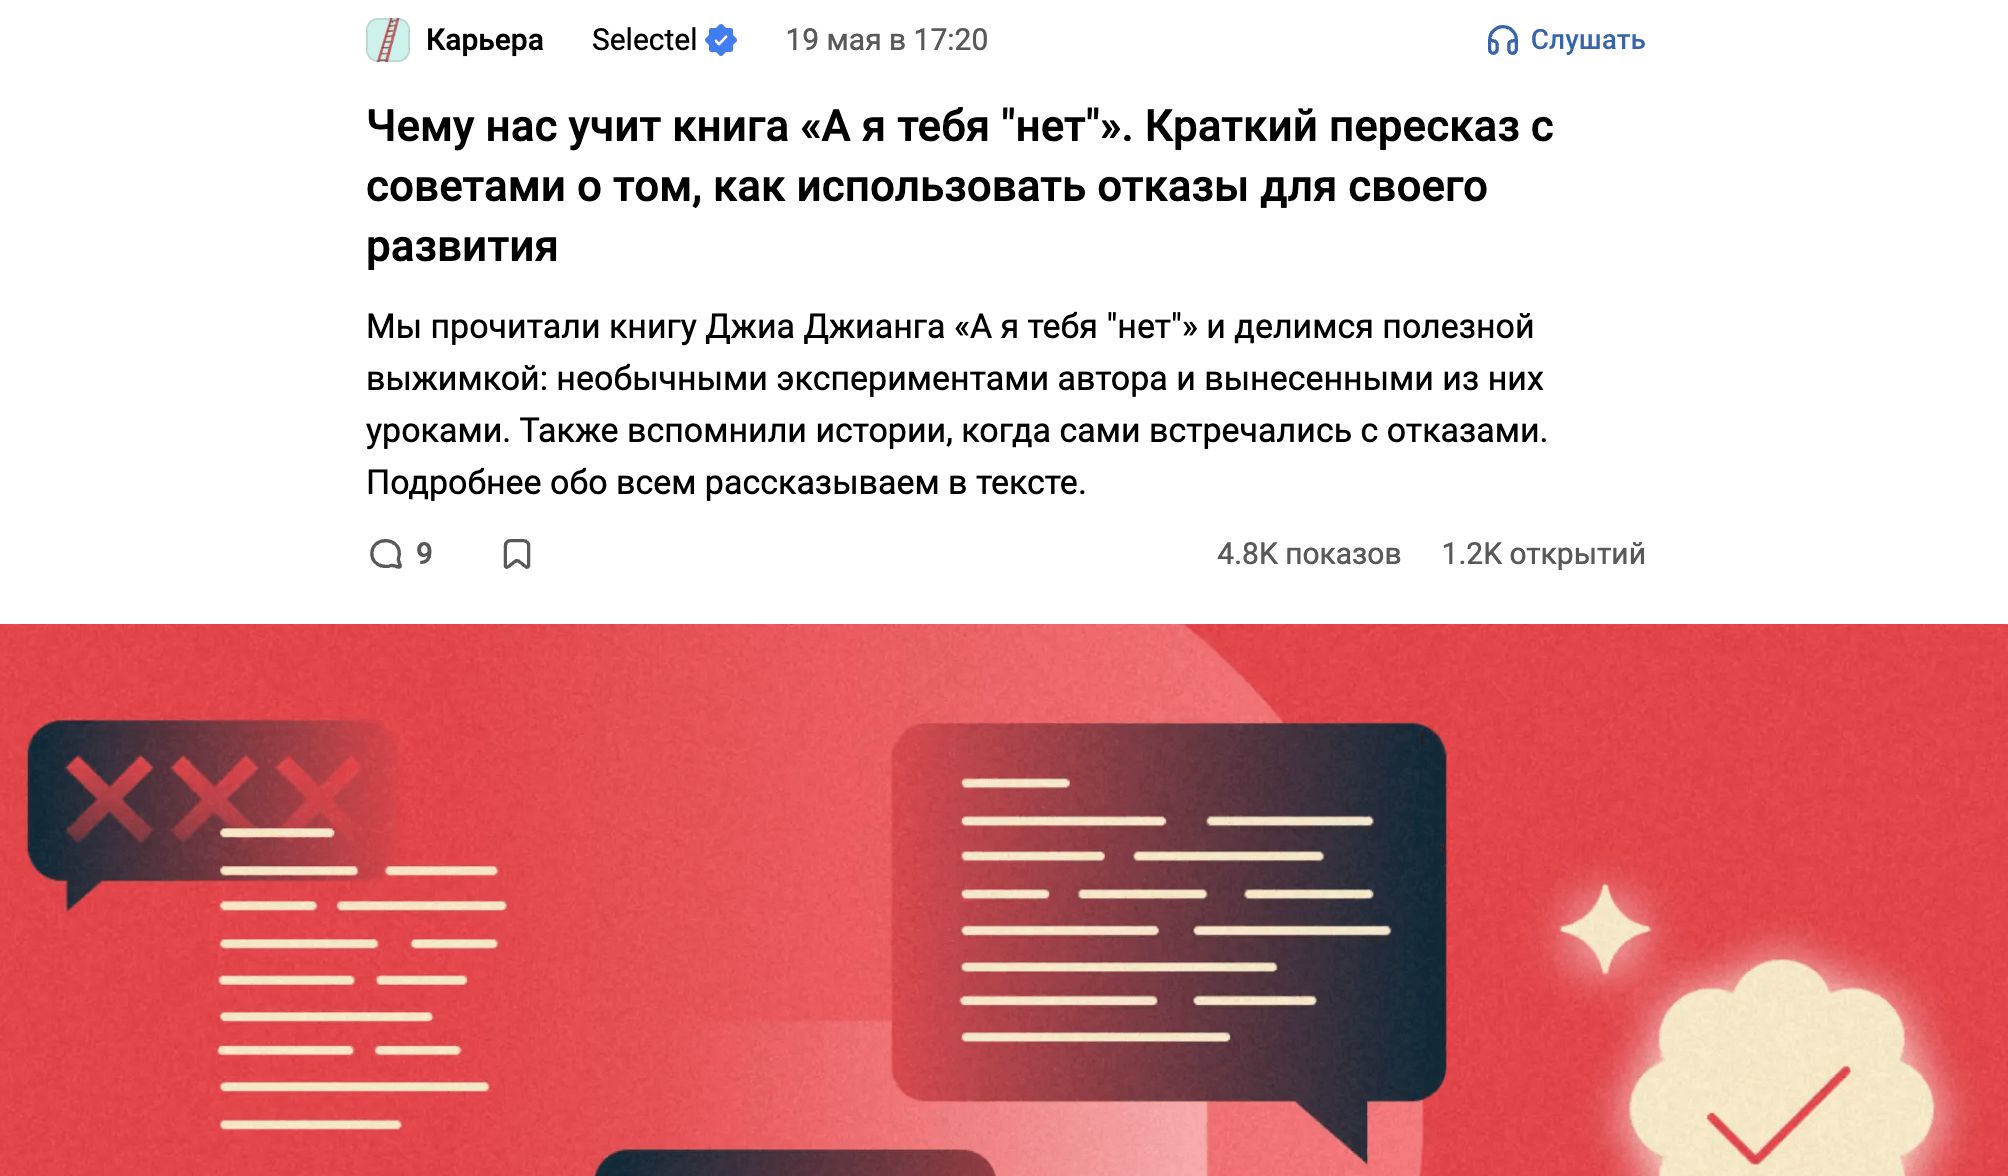 Карьера Selectel 19 мая в 17:20 Слушать
Чему нас учит книга «А я тебя "нет"». Краткий пересказ с
советами о том, как использовать отказы для своего
развития
Мы прочитали книгу Джиа Джианга «А я тебя "нет"» и делимся полезной
выжимкой: необычными экспериментами автора и вынесенными из них
уроками. Также вспомнили истории, когда сами встречались с отказами.
Подробнее обо всем рассказываем в тексте.
9 4.8K показов 1.2K открытий